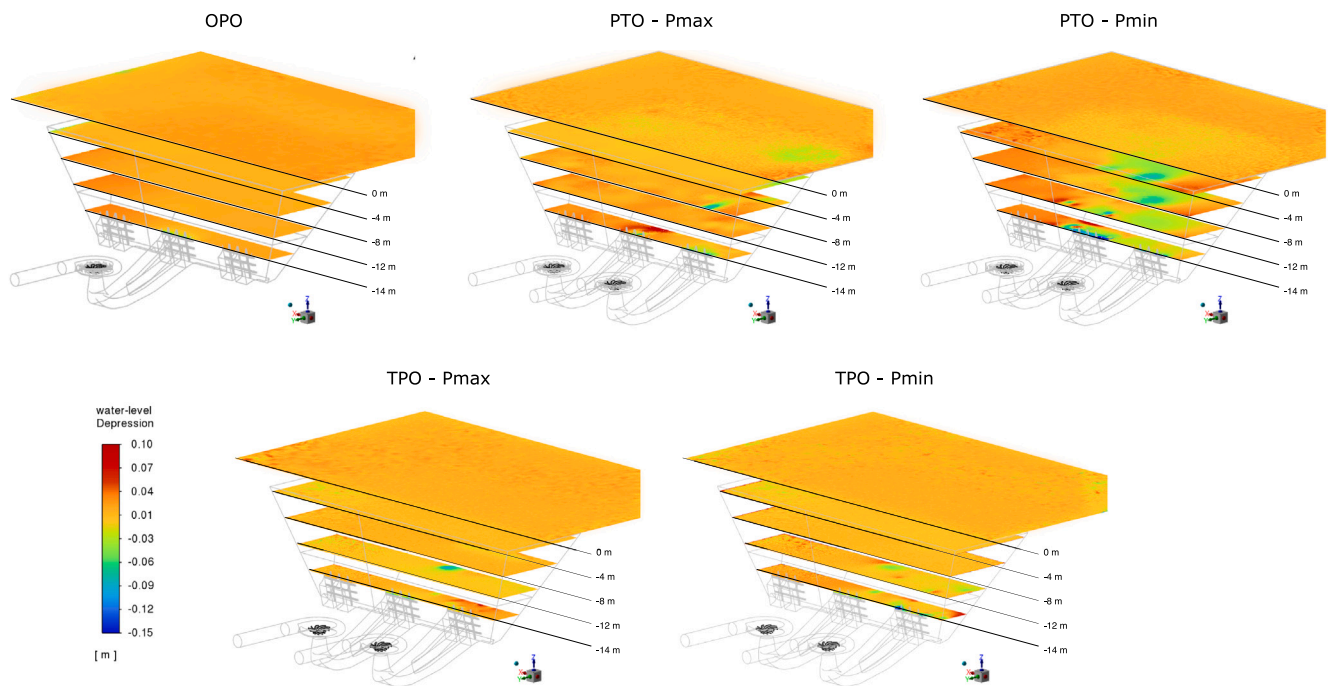 OPO
PTO - Pmax
PTO - Pmin
0 m
-4 m
-8 m
-12 m
-14 m
Z
X
Y
0 m
-4 m
-8 m
-12 m
-14 m
Z
X
Y
0 m
-4 m
-8 m
-12 m
-14 m
Z
X
Y
TPO - Pmax
TPO - Pmin
water-level
Depression
0.10
0.07
0.04
0.01
-0.03
-0.06
-0.09
-0.12
-0.15
[ m ]
0 m
-4 m
-8 m
-12 m
-14 m
Z
X
Y
0 m
-4 m
-8 m
-12 m
-14 m
Z
X
Y